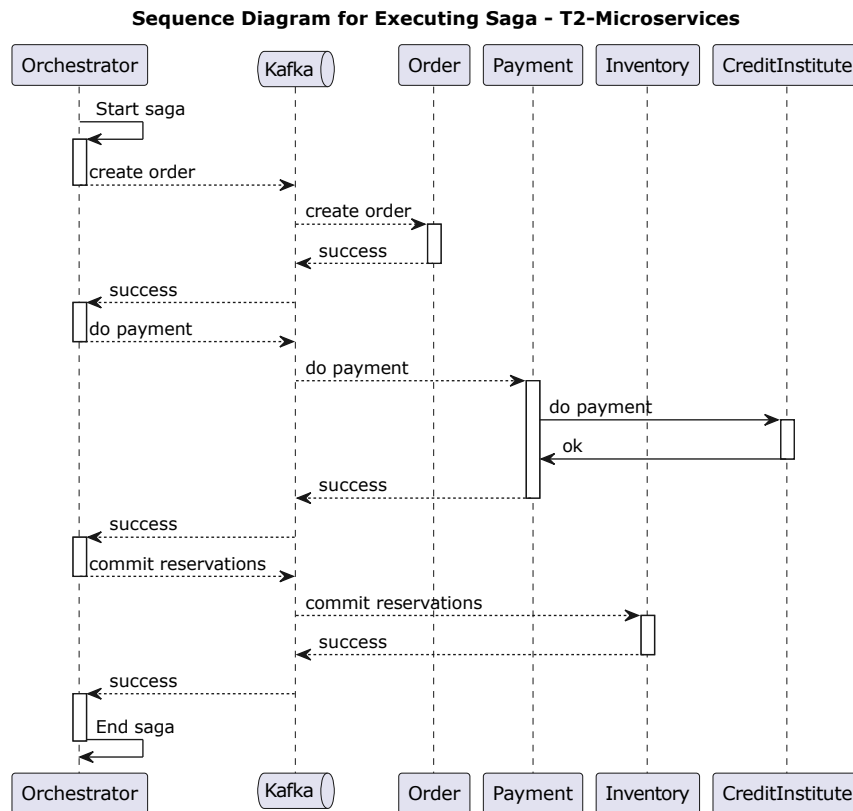 Sequence Diagram for Executing Saga - T2-Microservices
Orchestrator Kafka Order Payment Inventory CreditInstitute
Start saga
create order
create order
success
success
do payment
do payment
do payment
ok
success
success
commit reservations
commit reservations
success
success
End saga
Orchestrator Kafka Order Payment Inventory CreditInstitute